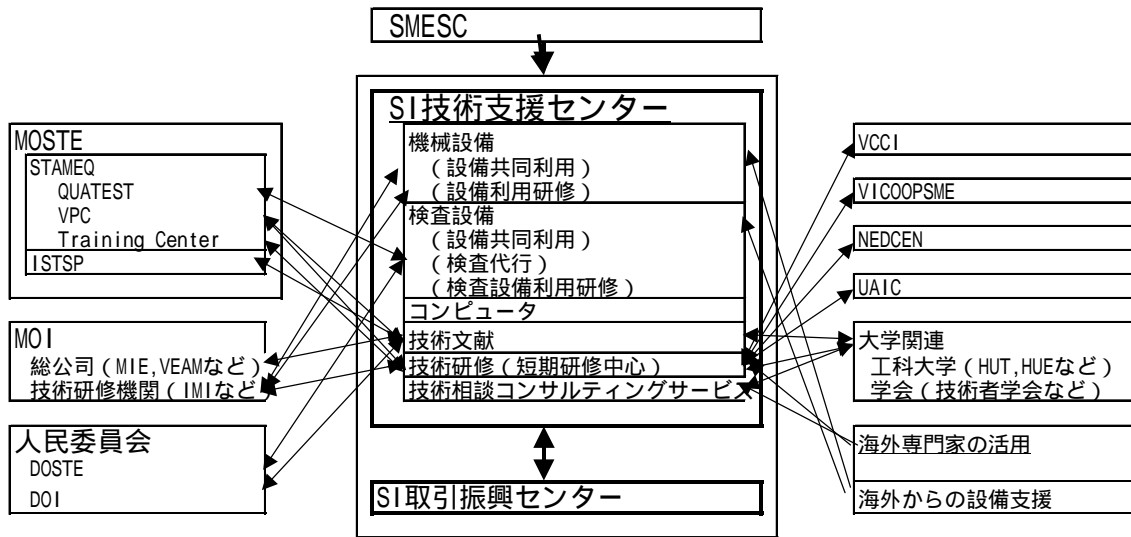 SMESC
SI技術支援センター
機械設備
（設備共同利用）
（設備利用研修）
検査設備
（設備共同利用）
（検査代行）
（検査設備利用研修）
コンピュータ
技術文献
技術研修（短期研修中心）
技術相談コンサルティングサービス
SI取引振興センター
MOSTE
STAMEQ
QUATEST
VPC
Training Center
ISTSP
MOI
総公司（MIE,VEAMなど）
技術研修機関（IMIなど
人民委員会
DOSTE
DOI
VCCI
VICOOPSME
NEDCEN
UAIC
大学関連
工科大学（HUT,HUEなど）
学会（技術者学会など）
海外専門家の活用
海外からの設備支援